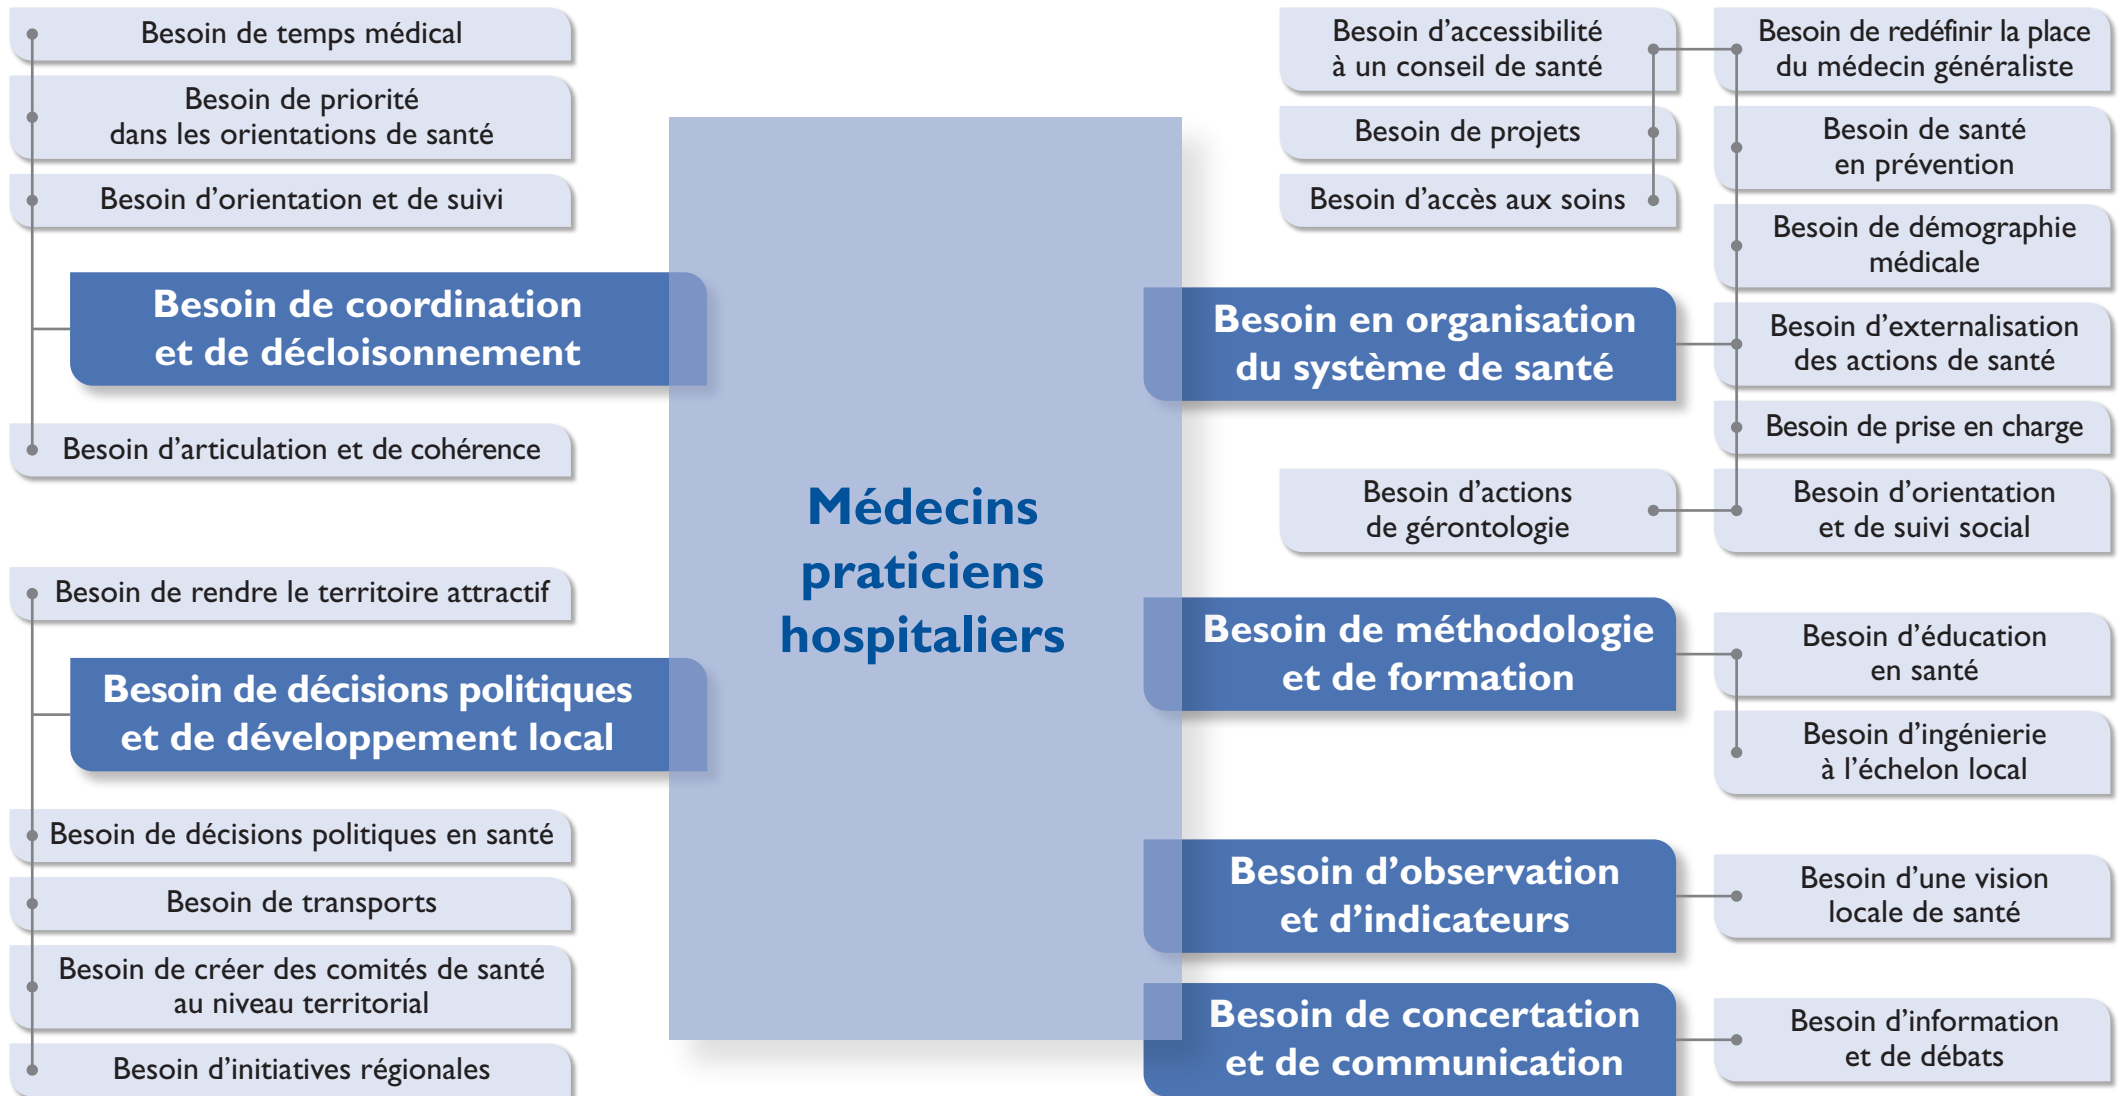 Besoin de temps médical
Besoin de priorité
dans les orientations de santé
Besoin d’orientation et de suivi
Besoin de coordination
et de décloisonnement
Besoin d’articulation et de cohérence
Besoin de rendre le territoire attractif
Besoin de décisions politiques
et de développement local
Besoin de décisions politiques en santé
Besoin de transports
Besoin de créer des comités de santé
au niveau territorial
Besoin d’initiatives régionales
Médecins
praticiens
hospitaliers
Besoin d’accessibilité
à un conseil de santé
Besoin de projets
Besoin d’accès aux soins
Besoin en organisation
du système de santé
Besoin d’actions
de gérontologie
Besoin de redéfinir la place
du médecin généraliste
Besoin de santé
en prévention
Besoin de démographie
médicale
Besoin d’externalisation
des actions de santé
Besoin de prise en charge
Besoin d’orientation
et de suivi social
Besoin de méthodologie
et de formation
Besoin d’éducation
en santé
Besoin d’ingénierie
à l’échelon local
Besoin d’observation
et d’indicateurs
Besoin d’une vision
locale de santé
Besoin de concertation
et de communication
Besoin d’information
et de débats